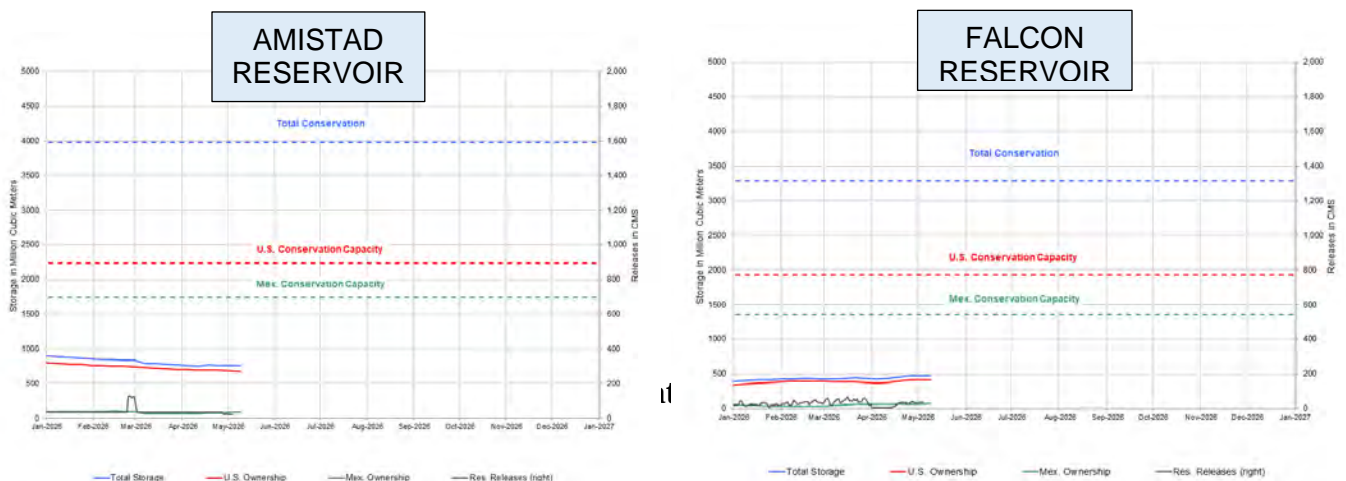 AMISTAD
RESERVOIR
5000
4500
4000
3500
3000
2500
2000
1500
1000
500
0
Storage in Million Cubic Meters
2,000
1,800
1,600
1,400
1,200
1,000
800
600
400
200
0
Releases in CMS
Total Conservation
U.S. Conservation Capacity
Mex. Conservation Capacity
Jan-2026 Feb-2026 Mar-2026 Apr-2026 May-2026 Jun-2026 Jul-2026 Aug-2026 Sep-2026 Oct-2026 Nov-2026 Dec-2026 Jan-2027
Total Storage U.S. Ownership Mex. Ownership Res. Releases (right)
FALCON
RESERVOIR
5000
4500
4000
3500
3000
2500
2000
1500
1000
500
0
Storage in Million Cubic Meters
2,000
1,800
1,600
1,400
1,200
1,000
800
600
400
200
0
Releases in CMS
Total Conservation
U.S. Conservation Capacity
Mex. Conservation Capacity
Jan-2026 Feb-2026 Mar-2026 Apr-2026 May-2026 Jun-2026 Jul-2026 Aug-2026 Sep-2026 Oct-2026 Nov-2026 Dec-2026 Jan-2027
Total Storage U.S. Ownership Mex. Ownership Res. Releases (right)